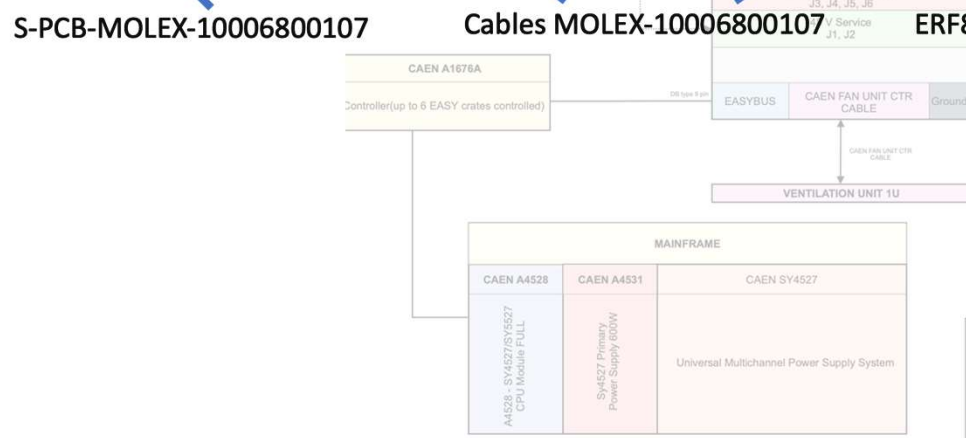 J3, J4, J5, J6
S-PCB-MOLEX-10006800107
Cables MOLEX-10006800107
ERF8
V Service
J1, J2
CAEN A1676A
Controller(up to 6 EASY crates controlled)
DB type 9 pin
EASYBUS
CAEN FAN UNIT CTR
CABLE
Ground
CAEN FAN UNIT CTR
CABLE
VENTILATION UNIT 1U
MAINFRAME
CAEN A4528
CAEN A4531
CAEN SY4527
A4528 - SY4527/SY5527
CPU Module FULL
Sy4527 Primary
Power Supply 600W
Universal Multichannel Power Supply System